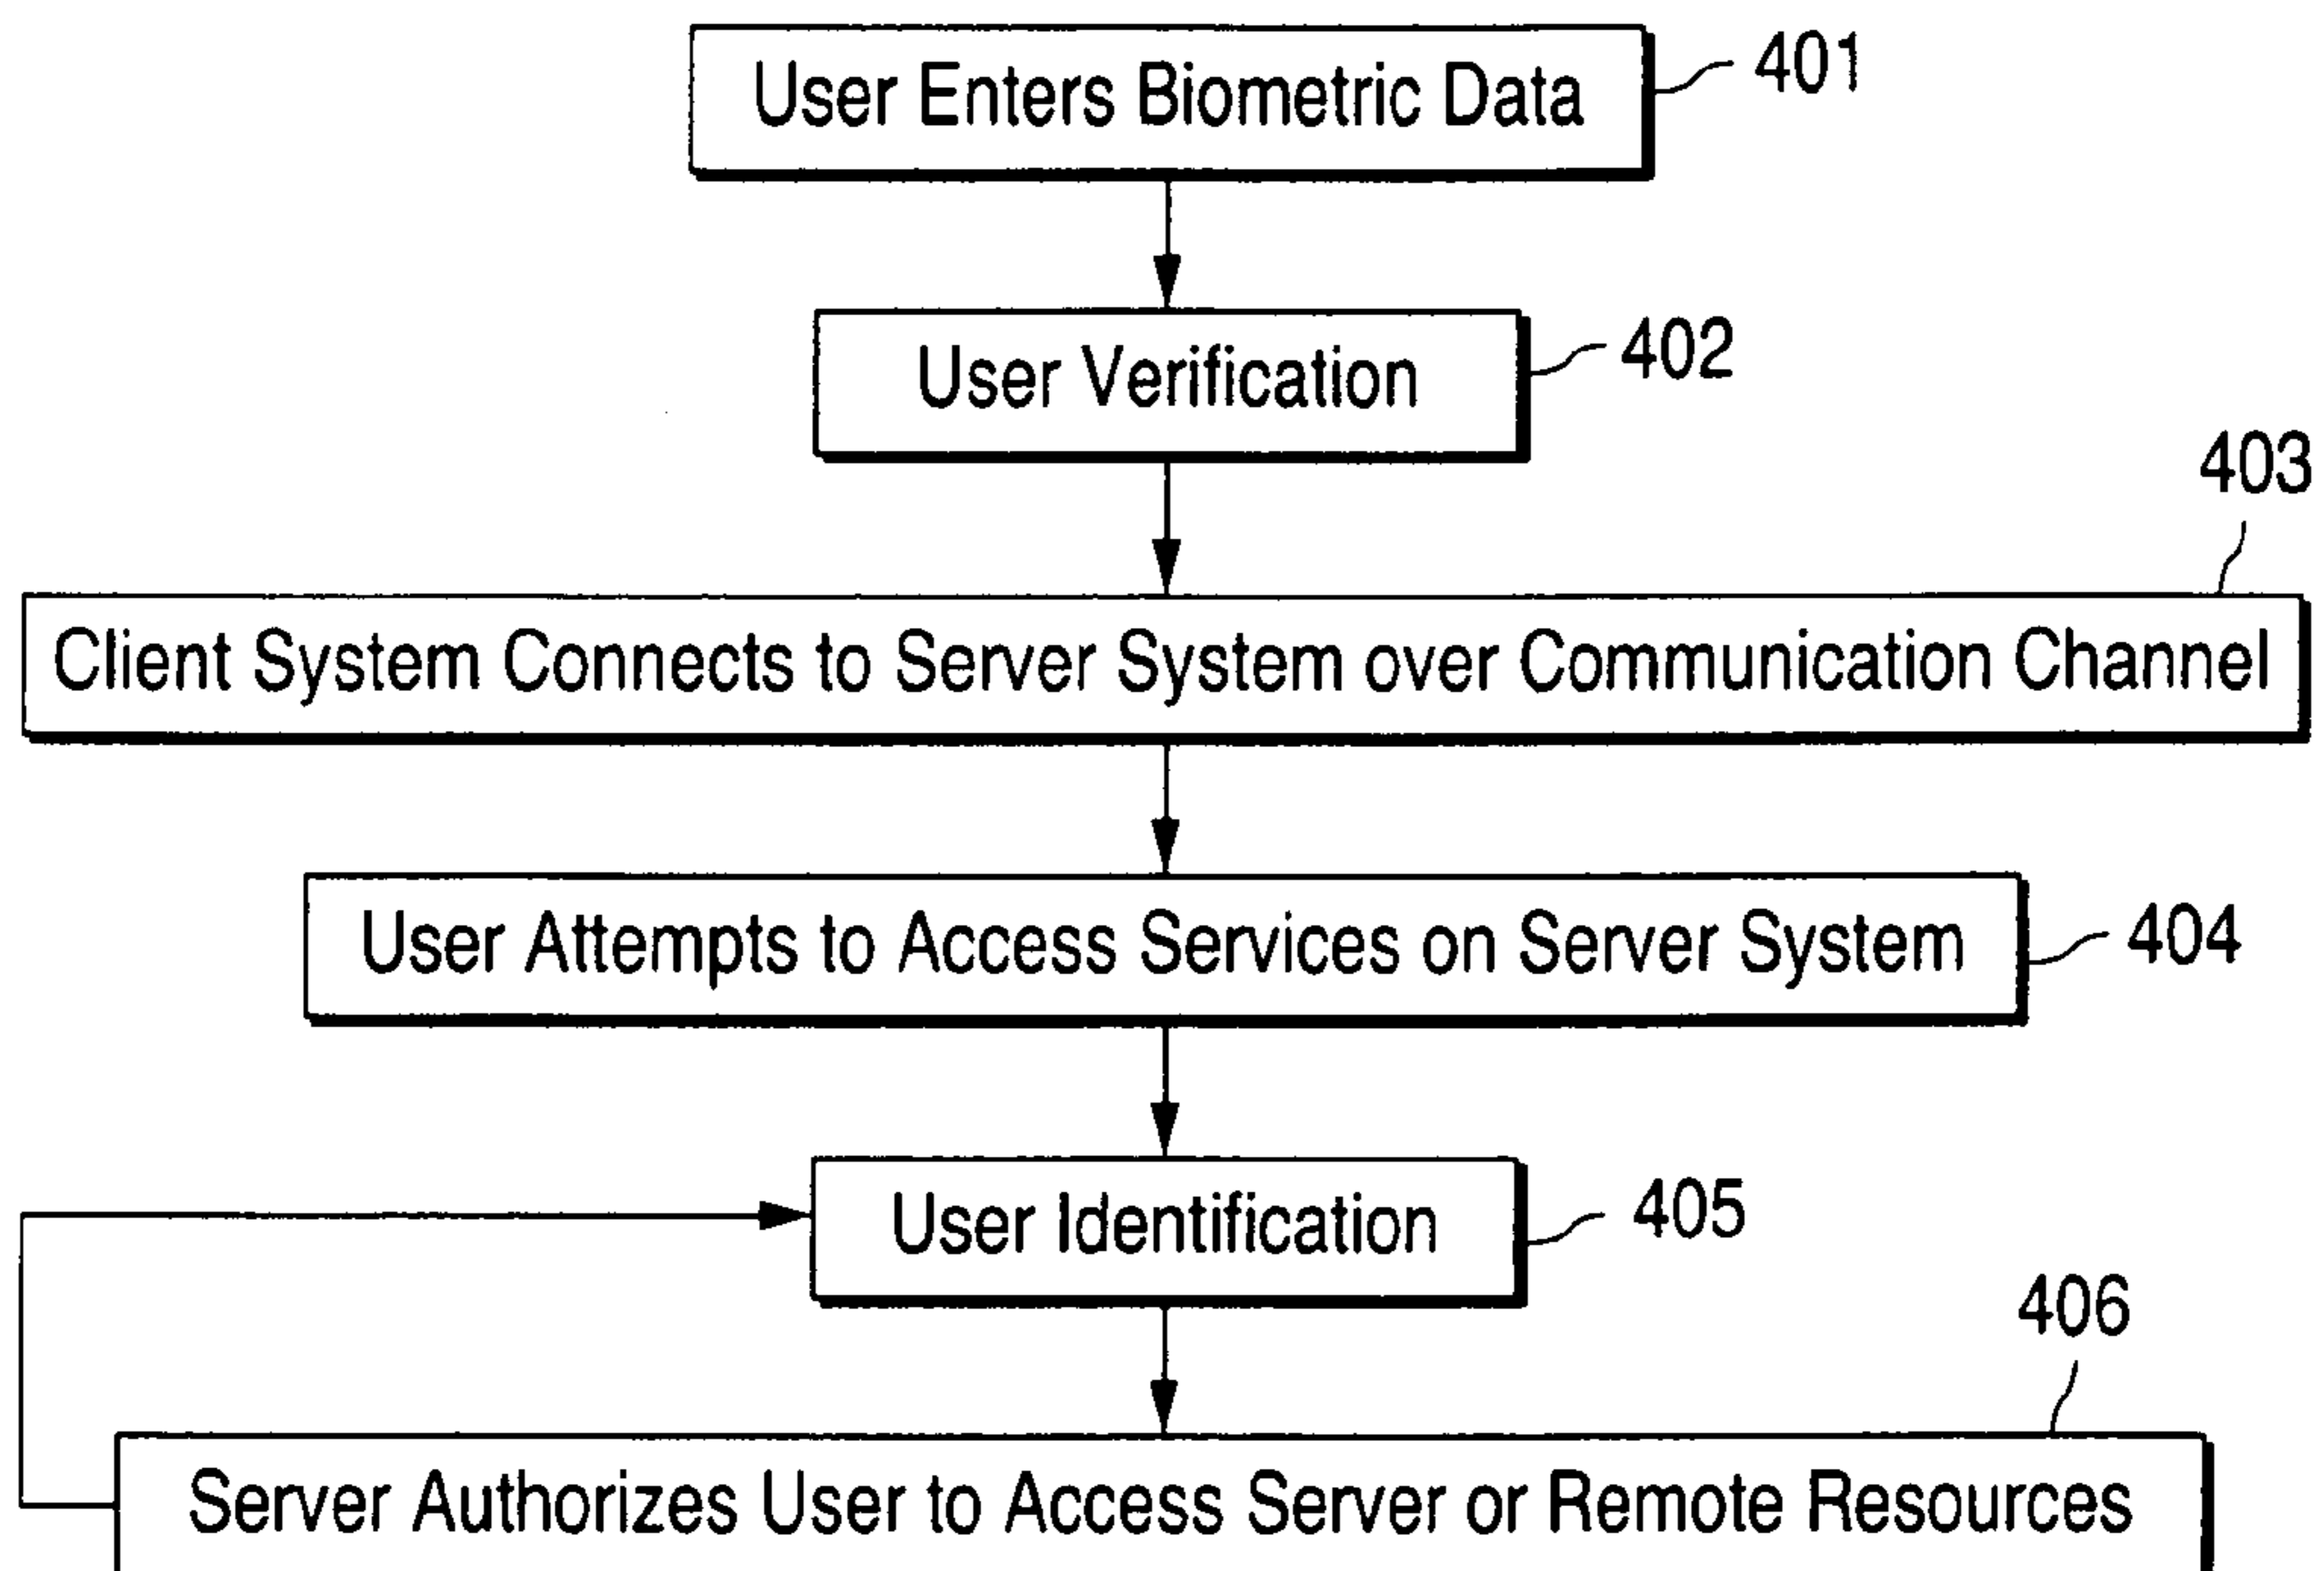 User Enters Biometric Data
401
User Verification
402
403
Client System Connects to Server System over Communication Channel
User Attempts to Access Services on Server System
404
User Identification
405
406
Server Authorizes User to Access Server or Remote Resources